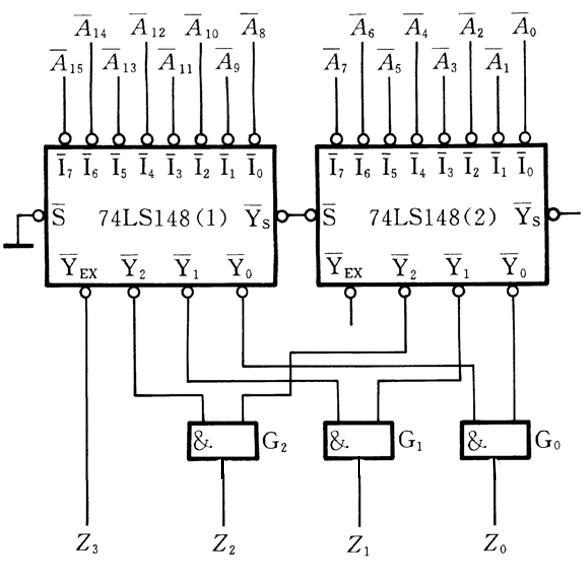 A̅₁₄ A̅₁₂ A̅₁₀ A̅₈ A̅₆ A̅₄ A̅₂ A̅₀
A̅₁₅ A̅₁₃ A̅₁₁ A̅₉ A̅₇ A̅₅ A̅₃ A̅₁
I̅₇ I̅₆ I̅₅ I̅₄ I̅₃ I̅₂ I̅₁ I̅₀ I̅₇ I̅₆ I̅₅ I̅₄ I̅₃ I̅₂ I̅₁ I̅₀
S̅ 74LS148(1) Y̅S S̅ 74LS148(2) Y̅S
Y̅EX Y̅₂ Y̅₁ Y̅₀ Y̅EX Y̅₂ Y̅₁ Y̅₀
& G₂ & G₁ & G₀
Z₃ Z₂ Z₁ Z₀